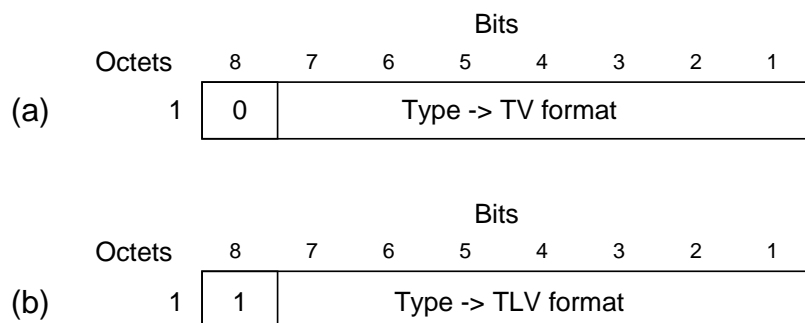 Bits
Octets 8 7 6 5 4 3 2 1
(a) 1 0 Type -> TV format
Bits
Octets 8 7 6 5 4 3 2 1
(b) 1 1 Type -> TLV format